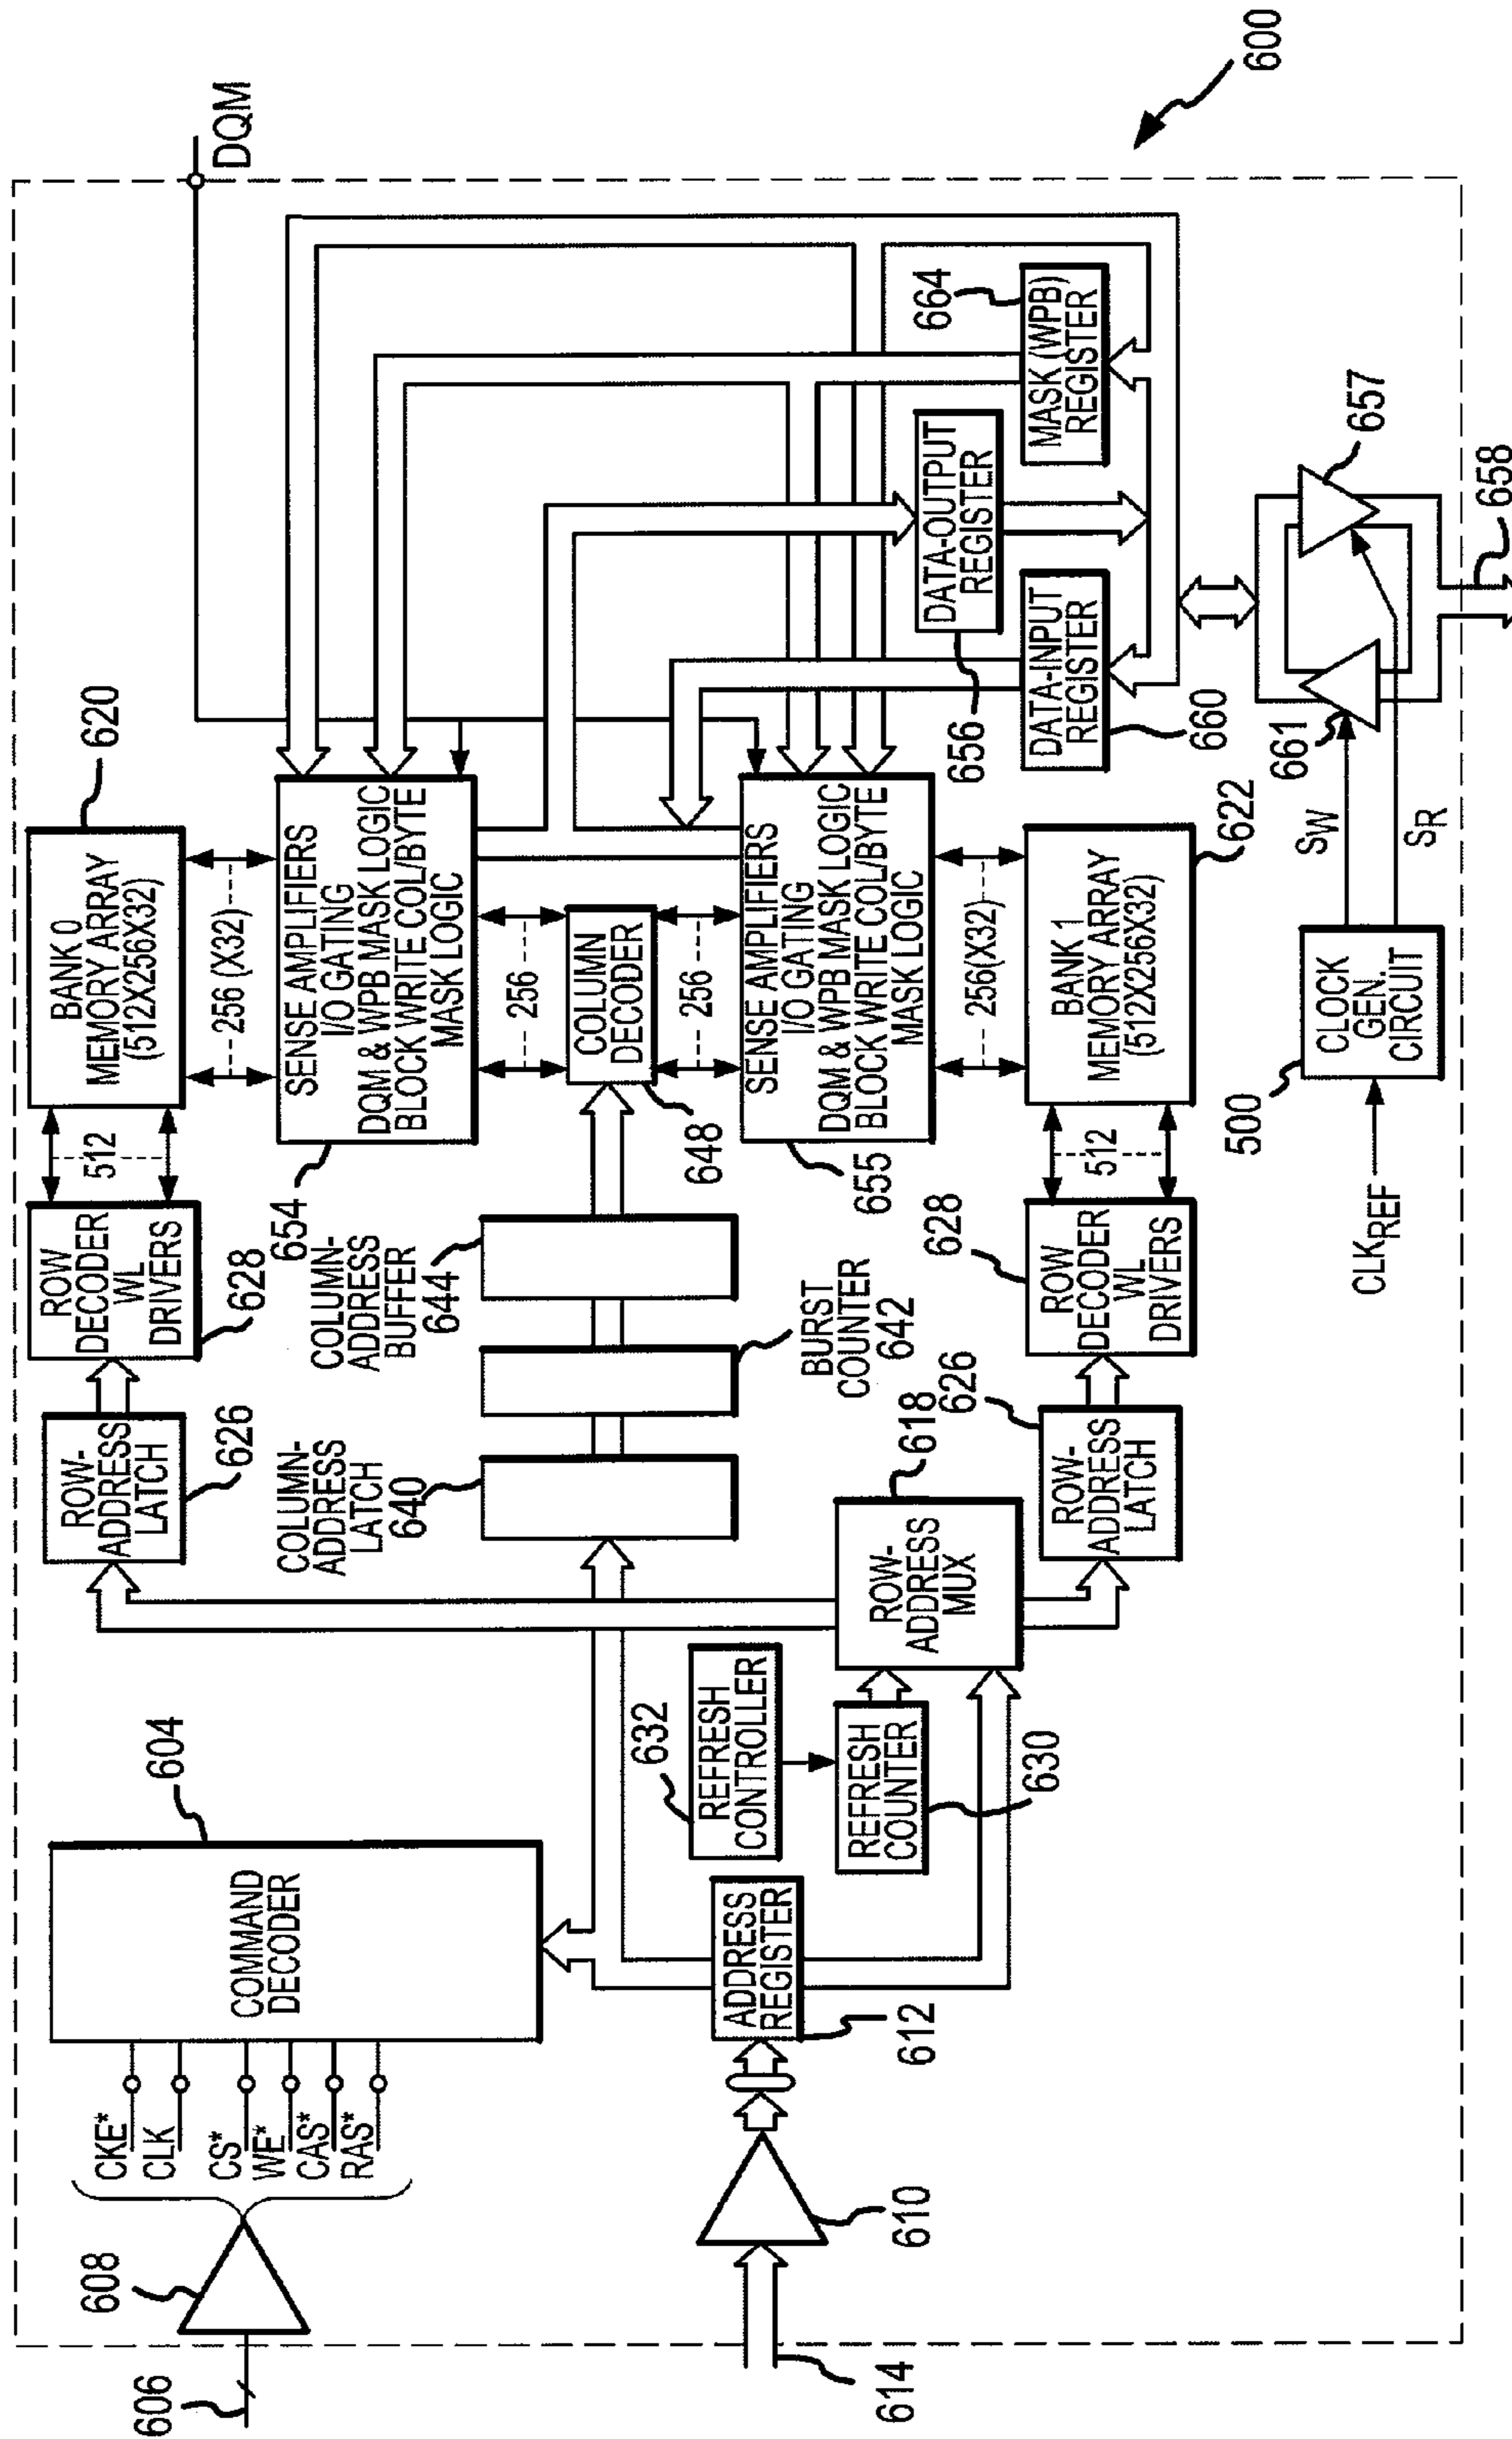 606
608
CKE*
CLK
CS*
WE*
CAS*
RAS*
COMMAND
DECODER
604
614
610
612
ADDRESS
REGISTER
632
REFRESH
CONTROLLER
REFRESH
COUNTER
630
ROW-
ADDRESS
MUX
618
ROW-
ADDRESS
LATCH
626
ROW
DECODER
WL
DRIVERS
628
512
BANK 0
MEMORY ARRAY
(512X256X32)
620
256 (X32)
SENSE AMPLIFIERS
I/O GATING
DQM & WPB MASK LOGIC
BLOCK WRITE COL/BYTE
MASK LOGIC
654
COLUMN-
ADDRESS
LATCH
640
BURST
COUNTER
642
COLUMN-
ADDRESS
BUFFER
644
256
COLUMN
DECODER
648
256
SENSE AMPLIFIERS
I/O GATING
DQM & WPB MASK LOGIC
BLOCK WRITE COL/BYTE
MASK LOGIC
655
256(X32)
ROW-
ADDRESS
LATCH
626
ROW
DECODER
WL
DRIVERS
628
512
BANK 1
MEMORY ARRAY
(512X256X32)
622
DQM
DATA-INPUT
REGISTER
660
DATA-OUTPUT
REGISTER
656
MASK (WPB)
REGISTER
664
CLKREF
500
CLOCK
GEN.
CIRCUIT
SW
SR
661
657
658
600